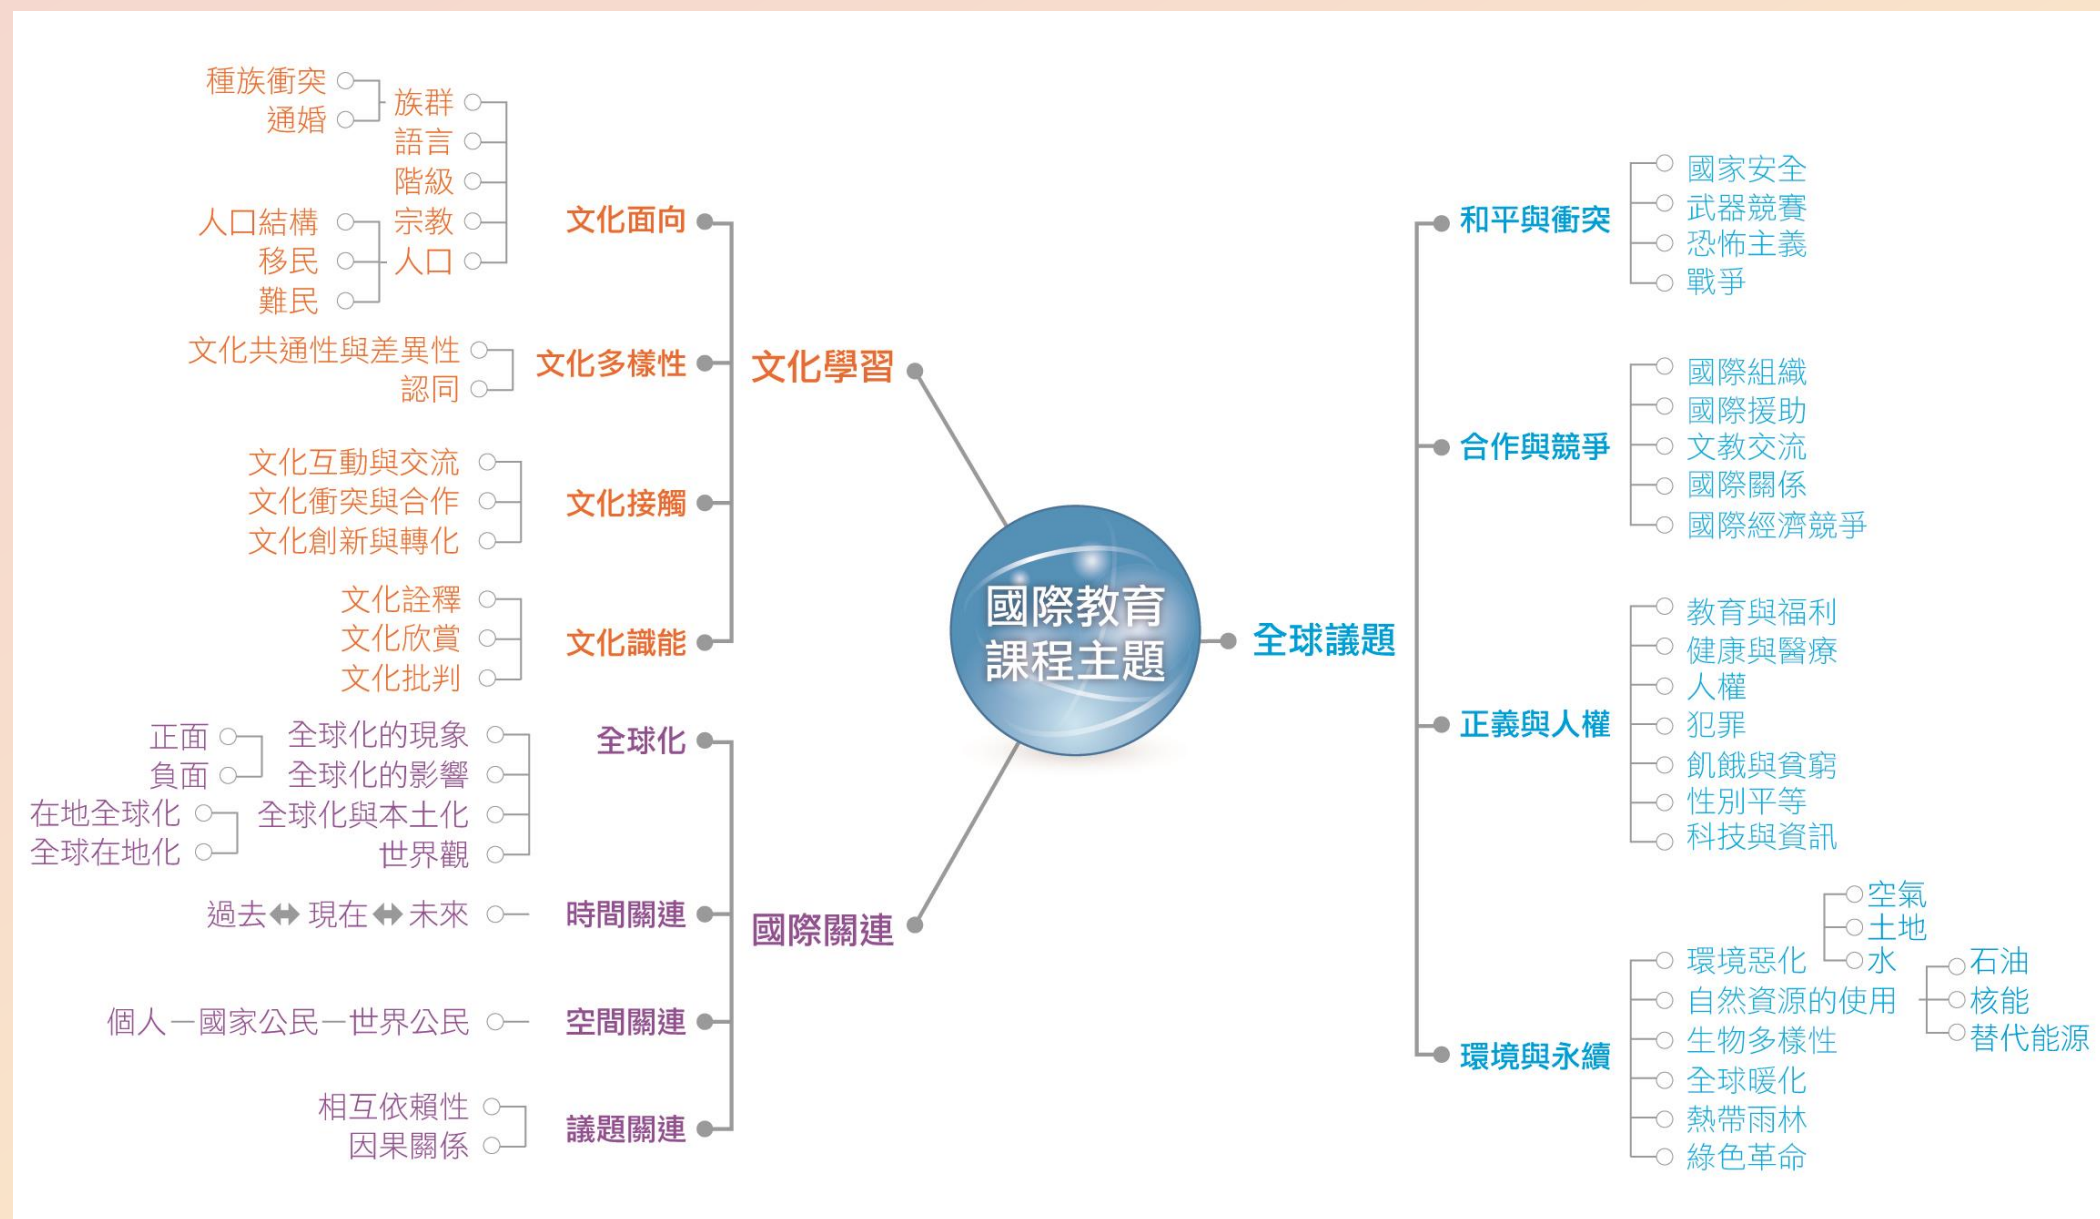 國際教育
課程主題
文化學習
文化面向
族群
種族衝突
通婚
語言
階級
宗教
人口
人口結構
移民
難民
文化多樣性
文化共通性與差異性
認同
文化接觸
文化互動與交流
文化衝突與合作
文化創新與轉化
文化識能
文化詮釋
文化欣賞
文化批判
國際關連
全球化
全球化的現象
全球化的影響
正面
負面
全球化與本土化
在地全球化
全球在地化
世界觀
時間關連
過去⬌現在⬌未來
空間關連
個人－國家公民－世界公民
議題關連
相互依賴性
因果關係
全球議題
和平與衝突
國家安全
武器競賽
恐怖主義
戰爭
合作與競爭
國際組織
國際援助
文教交流
國際關係
國際經濟競爭
正義與人權
教育與福利
健康與醫療
人權
犯罪
飢餓與貧窮
性別平等
科技與資訊
環境與永續
環境惡化
空氣
土地
水
自然資源的使用
石油
核能
替代能源
生物多樣性
全球暖化
熱帶雨林
綠色革命